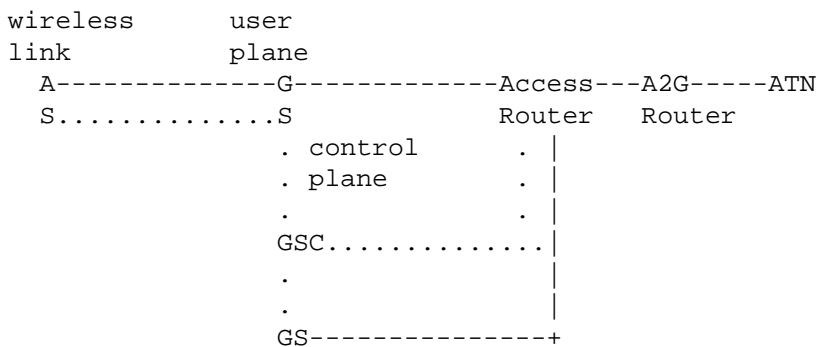 wireless        user
link            plane
  A--------------G-------------Access---A2G-----ATN
  S..............S             Router   Router
                 . control      . |
                 . plane        . |
                 .              . |
                 GSC..............|
                 .                |
                 .                |
                 GS---------------+